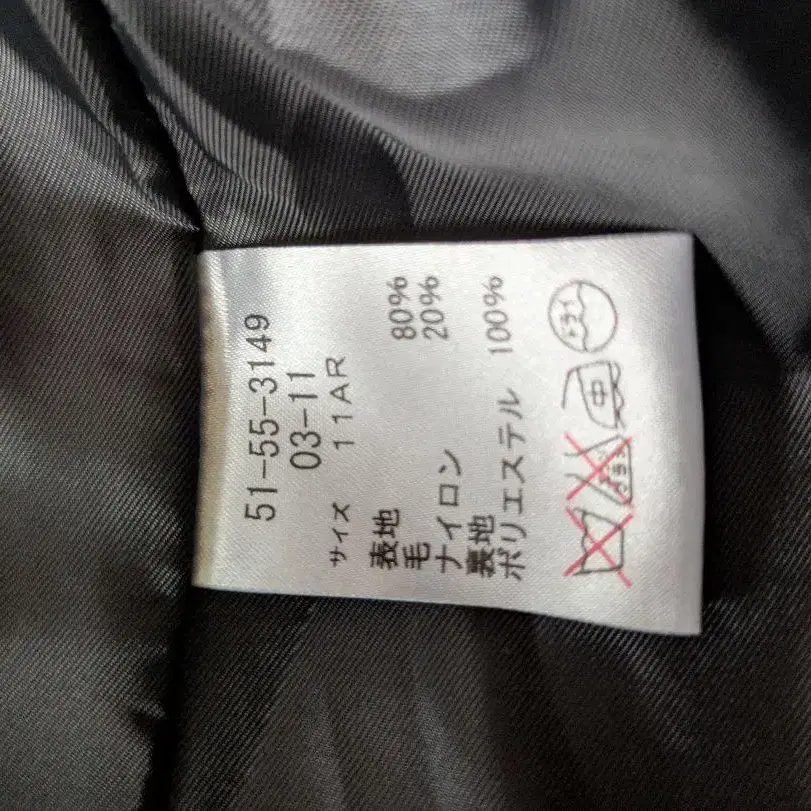 51-55-3149
03-11
サイズ 11AR
表地
毛 80%
ナイロン 20%
裏地
ポリエステル 100%
中